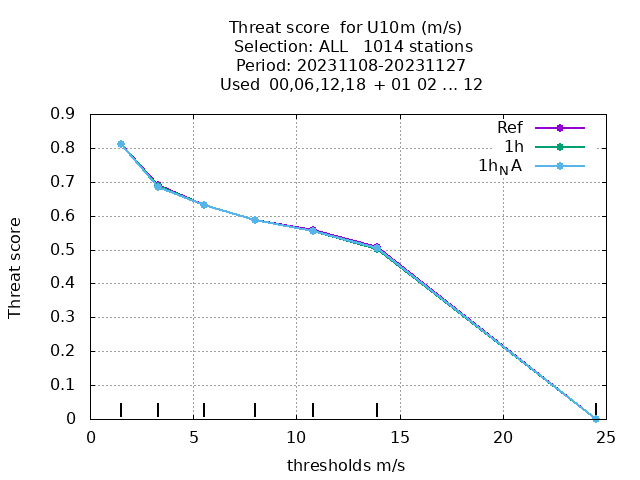 Threat score  for U10m (m/s)
Selection: ALL   1014 stations
Period: 20231108-20231127
Used  00,06,12,18  + 01 02 ... 12
0.9
0.8
0.7
0.6
0.5
0.4
0.3
0.2
0.1
0
Threat score
Ref
1h
1h_N A
0 5 10 15 20 25
thresholds m/s